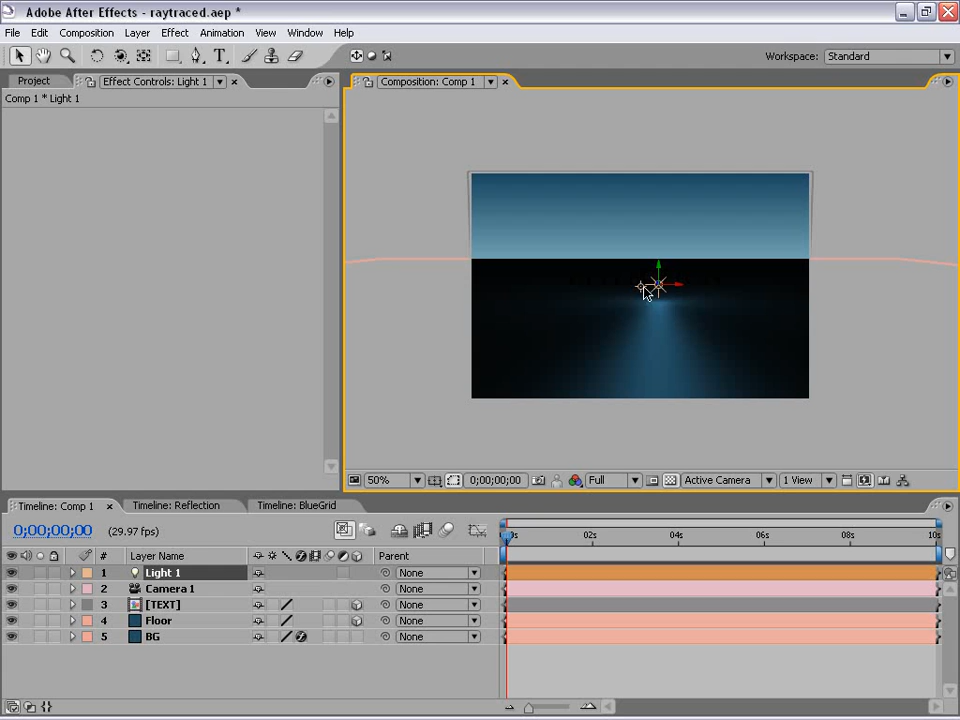 Adobe After Effects - raytraced.aep *
File Edit Composition Layer Effect Animation View Window Help
Workspace: Standard
Project Effect Controls: Light 1 Composition: Comp 1
Comp 1 * Light 1
50% 0;00;00;00 Full Active Camera 1 View
Timeline: Comp 1 Timeline: Reflection Timeline: BlueGrid
0;00;00;00 (29.97 fps)
02s 04s 06s 08s 10s
# Layer Name Parent
1 Light 1 None
2 Camera 1 None
3 [TEXT] None
4 Floor None
5 BG None